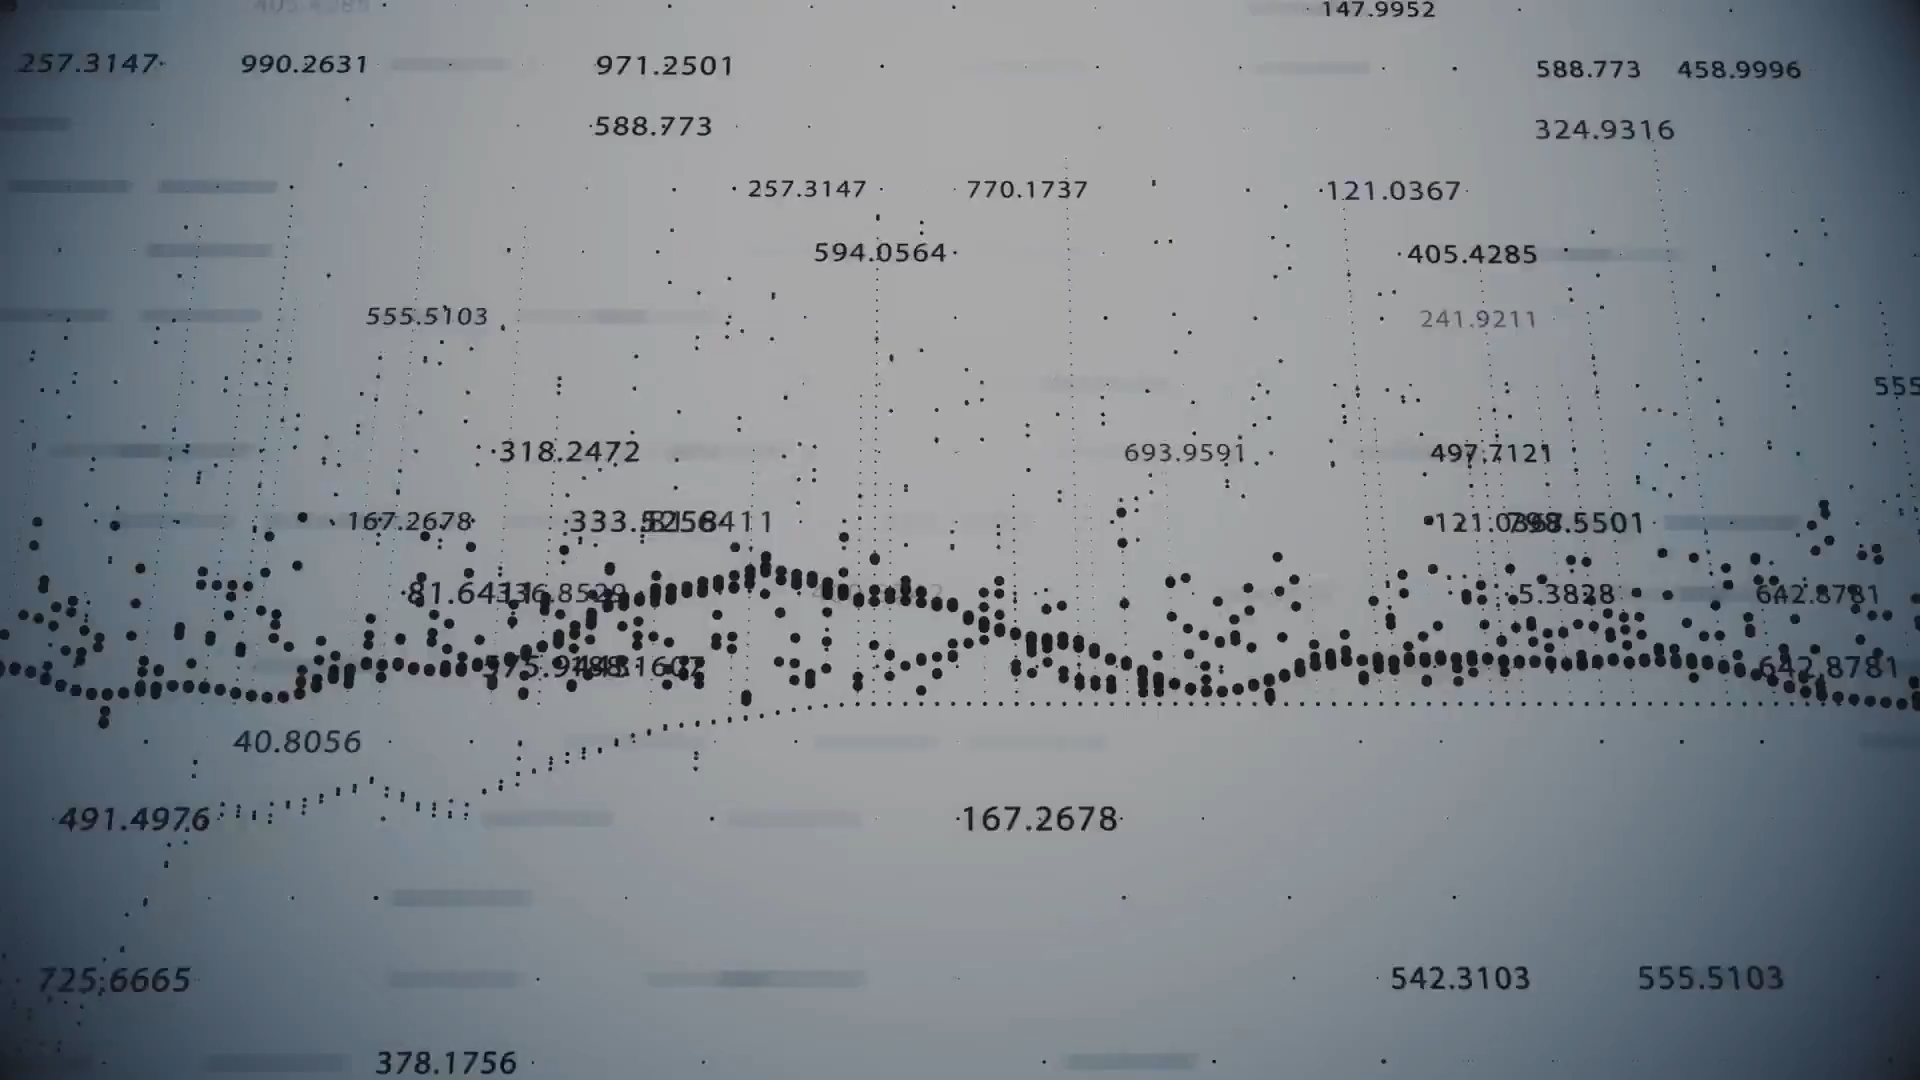 147.9952
257.3147 990.2631 971.2501 588.773 458.9996
588.773 324.9316
257.3147 770.1737 121.0367
594.0564 405.4285
555.5103 241.9211
555
318.2472 693.9591 497.7121
167.2678
642.8781
642.8781
40.8056
491.4976 167.2678
725.6665 542.3103 555.5103
378.1756